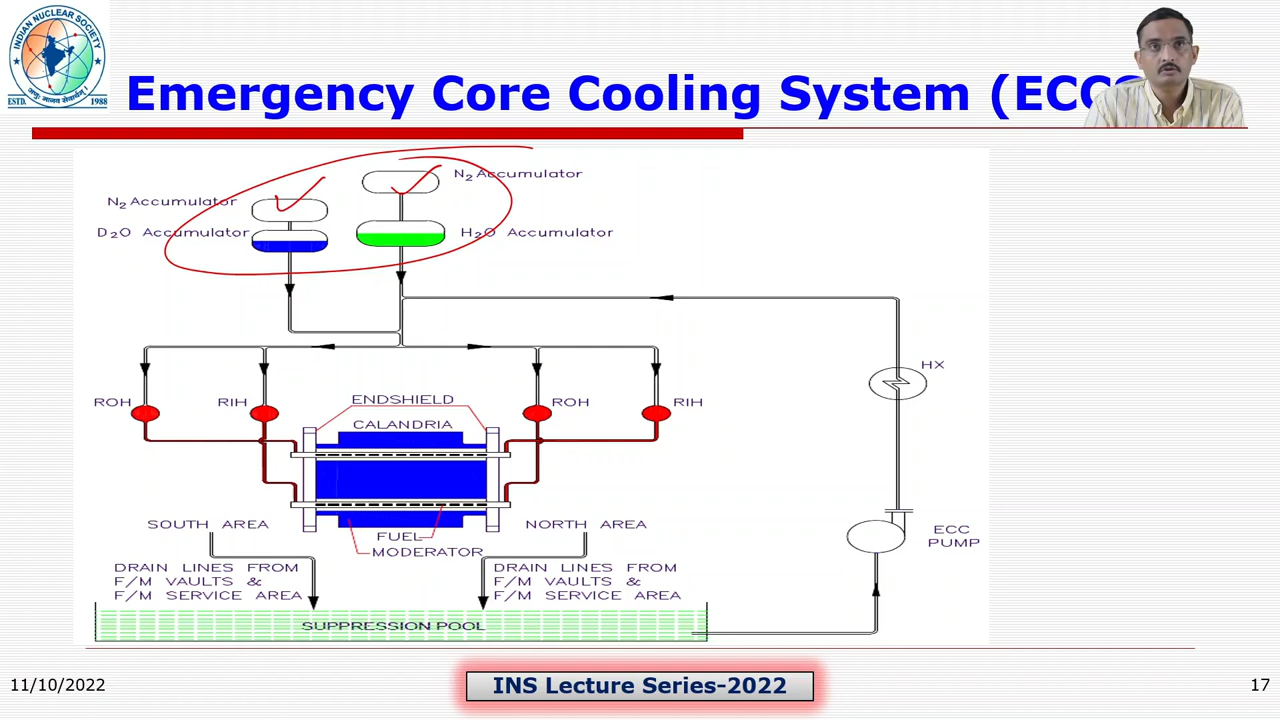 INDIAN NUCLEAR SOCIETY
ESTD.
1988
Emergency Core Cooling System (ECCS
N2 Accumulator
N2 Accumulator
D2O Accumulator
H2O Accumulator
HX
ROH
RIH
ENDSHIELD
ROH
RIH
CALANDRIA
SOUTH AREA
FUEL
NORTH AREA
MODERATOR
ECC
PUMP
DRAIN LINES FROM
F/M VAULTS &
F/M SERVICE AREA
DRAIN LINES FROM
F/M VAULTS &
F/M SERVICE AREA
SUPPRESSION POOL
11/10/2022
INS Lecture Series-2022
17